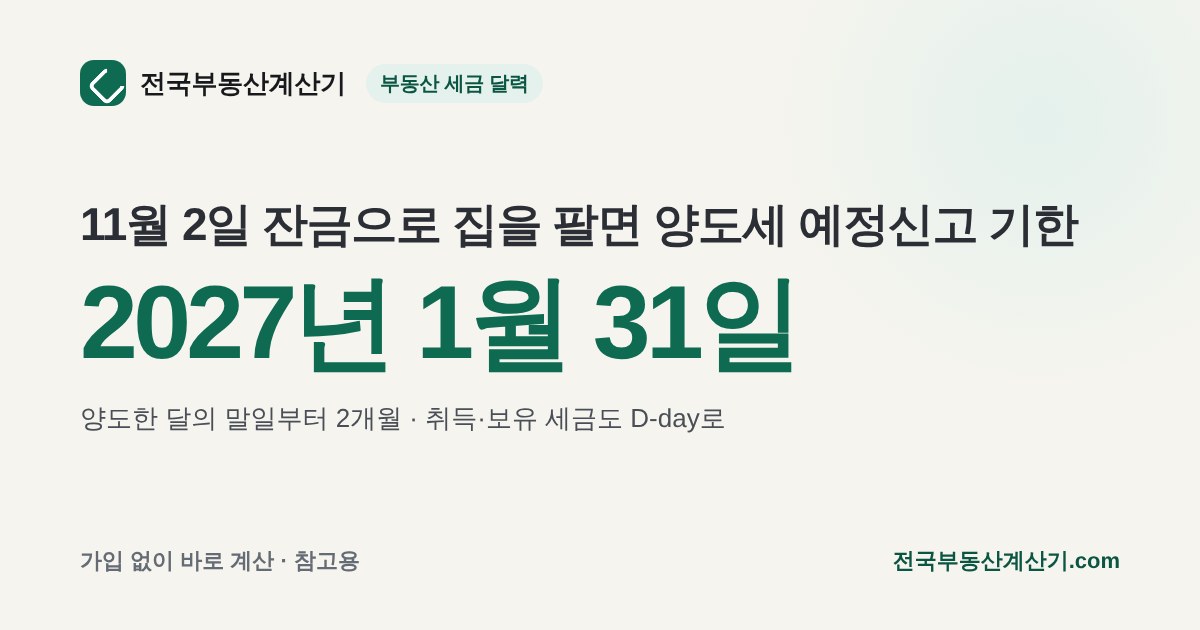 전국부동산계산기 부동산 세금 달력
11월 2일 잔금으로 집을 팔면 양도세 예정신고 기한
2027년 1월 31일
양도한 달의 말일부터 2개월 · 취득·보유 세금도 D-day로
가입 없이 바로 계산 · 참고용
전국부동산계산기.com